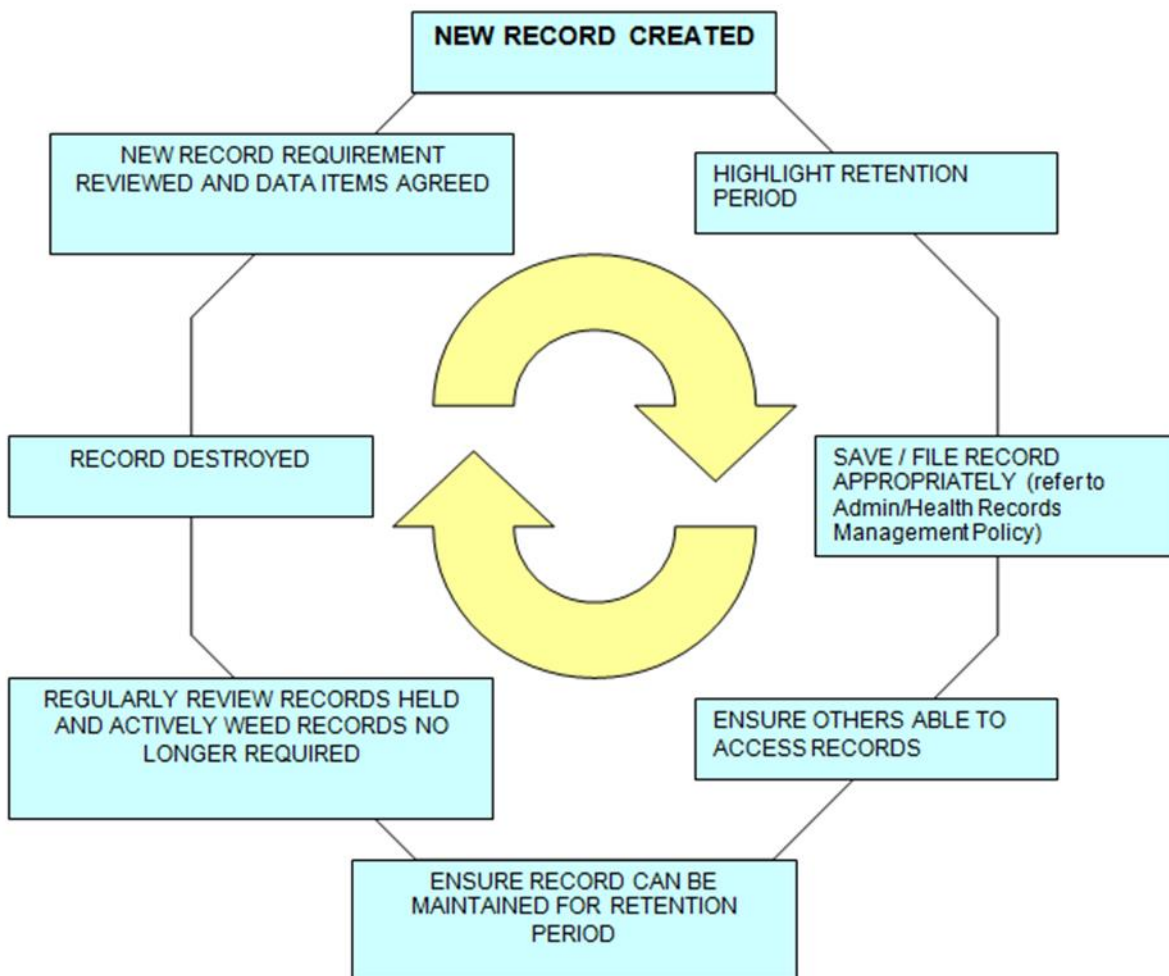 NEW RECORD CREATED
NEW RECORD REQUIREMENT
REVIEWED AND DATA ITEMS AGREED
HIGHLIGHT RETENTION
PERIOD
RECORD DESTROYED
SAVE / FILE RECORD
APPROPRIATELY (refer to
Admin/Health Records
Management Policy)
REGULARLY REVIEW RECORDS HELD
AND ACTIVELY WEED RECORDS NO
LONGER REQUIRED
ENSURE OTHERS ABLE TO
ACCESS RECORDS
ENSURE RECORD CAN BE
MAINTAINED FOR RETENTION
PERIOD